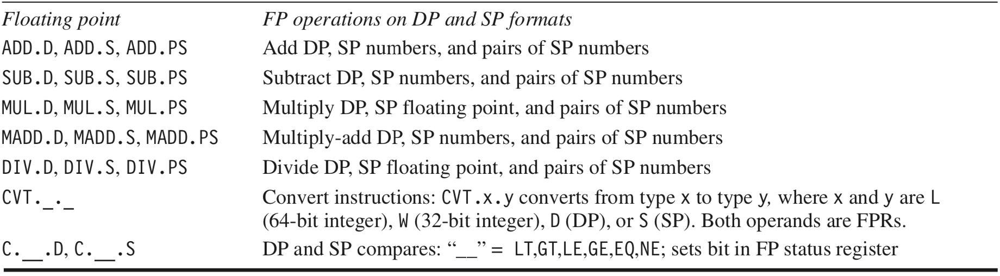 Floating point FP operations on DP and SP formats
ADD.D, ADD.S, ADD.PS Add DP, SP numbers, and pairs of SP numbers
SUB.D, SUB.S, SUB.PS Subtract DP, SP numbers, and pairs of SP numbers
MUL.D, MUL.S, MUL.PS Multiply DP, SP floating point, and pairs of SP numbers
MADD.D, MADD.S, MADD.PS Multiply-add DP, SP numbers, and pairs of SP numbers
DIV.D, DIV.S, DIV.PS Divide DP, SP floating point, and pairs of SP numbers
CVT._._ Convert instructions: CVT.x.y converts from type x to type y, where x and y are L
(64-bit integer), W (32-bit integer), D (DP), or S (SP). Both operands are FPRs.
C.__.D, C.__.S DP and SP compares: “__” = LT,GT,LE,GE,EQ,NE; sets bit in FP status register